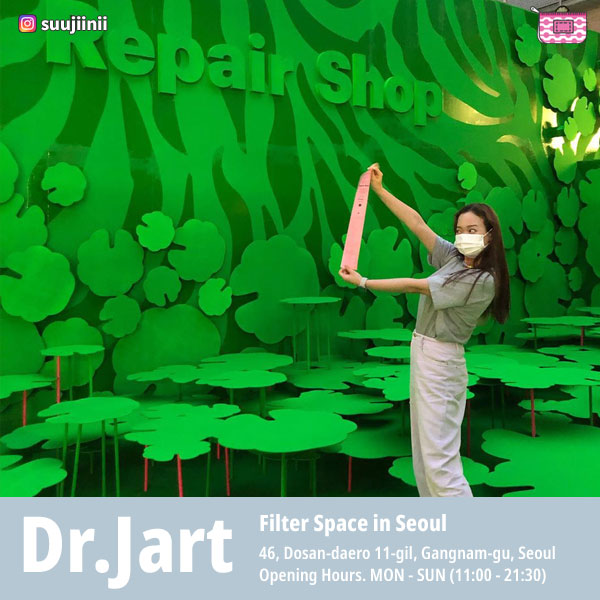 suujiinii
Repair Shop
Dr.Jart
Filter Space in Seoul
46, Dosan-daero 11-gil, Gangnam-gu, Seoul
Opening Hours. MON - SUN (11:00 - 21:30)